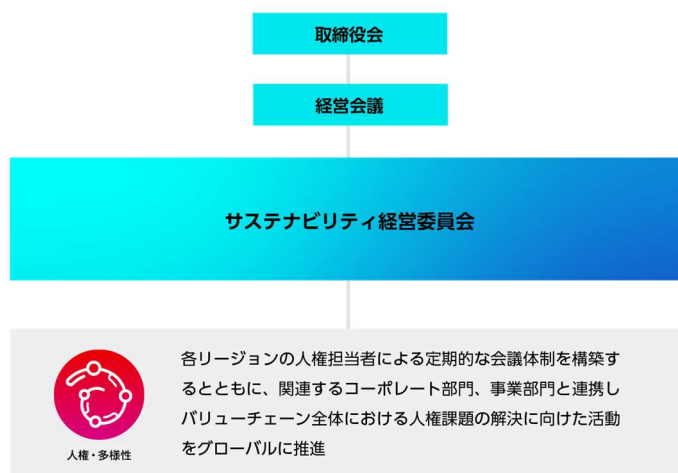 取締役会
経営会議
サステナビリティ経営委員会
各リージョンの人権担当者による定期的な会議体制を構築す
るとともに、関連するコーポレート部門、事業部門と連携し
バリューチェーン全体における人権課題の解決に向けた活動
をグローバルに推進
人権・多様性